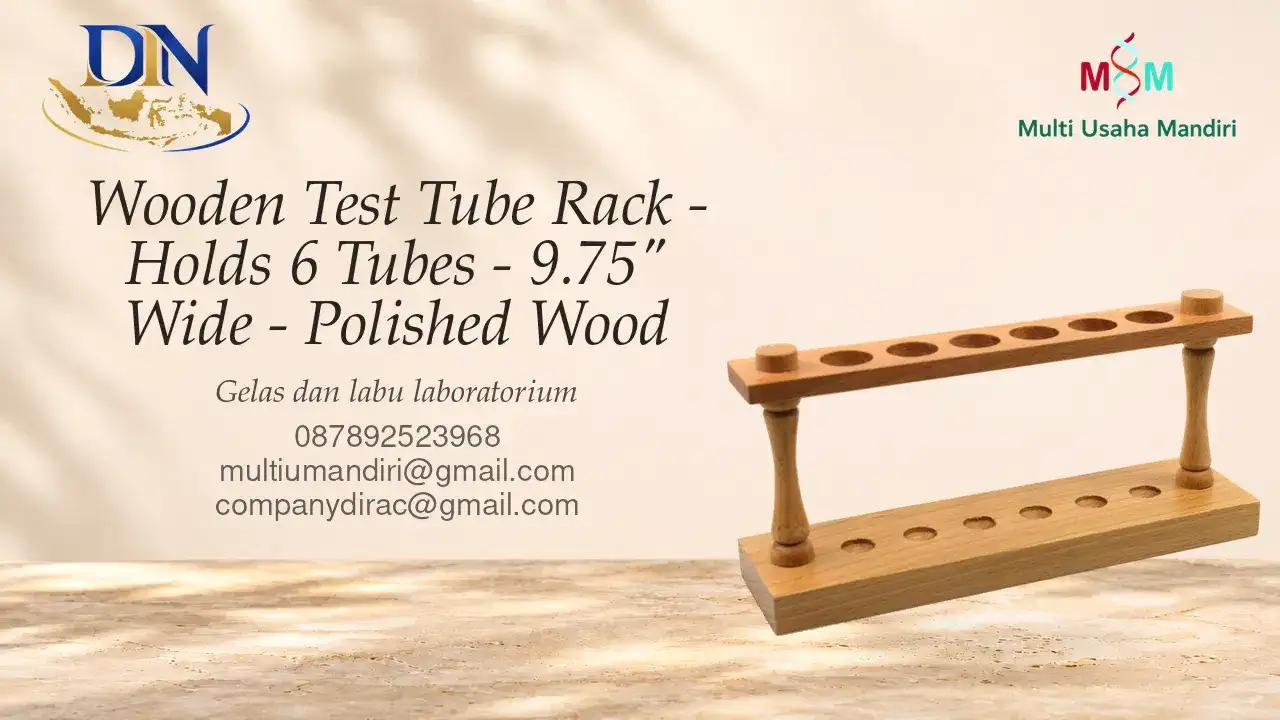 DIN
MSM
Multi Usaha Mandiri
Wooden Test Tube Rack -
Holds 6 Tubes - 9.75"
Wide - Polished Wood
Gelas dan labu laboratorium
087892523968
multiumandiri@gmail.com
companydirac@gmail.com